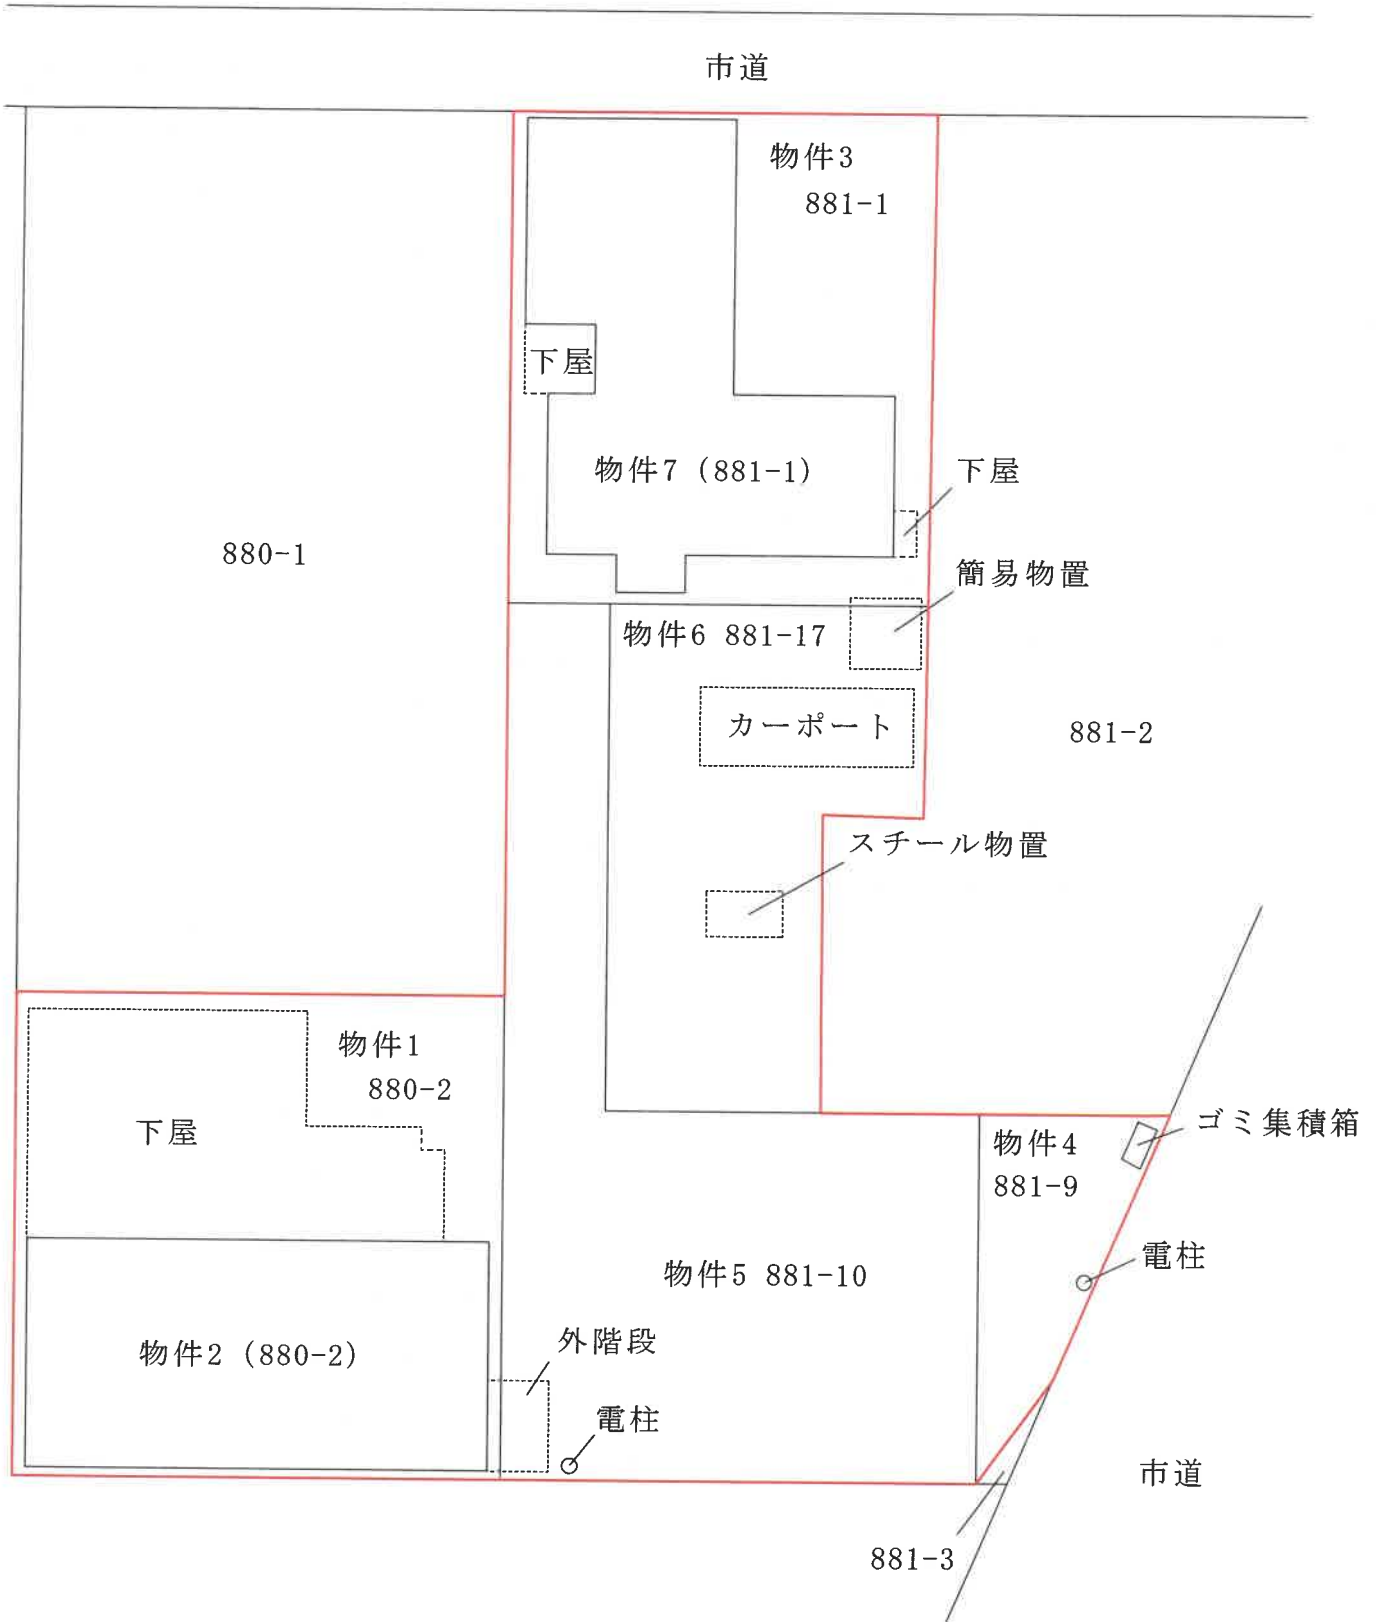 市道
物件3
881-1
下屋
物件7 (881-1)
下屋
880-1
簡易物置
物件6 881-17
カーポート
881-2
スチール物置
物件1
880-2
下屋
ゴミ集積箱
物件4
881-9
電柱
物件5 881-10
物件2 (880-2)
外階段
電柱
市道
881-3